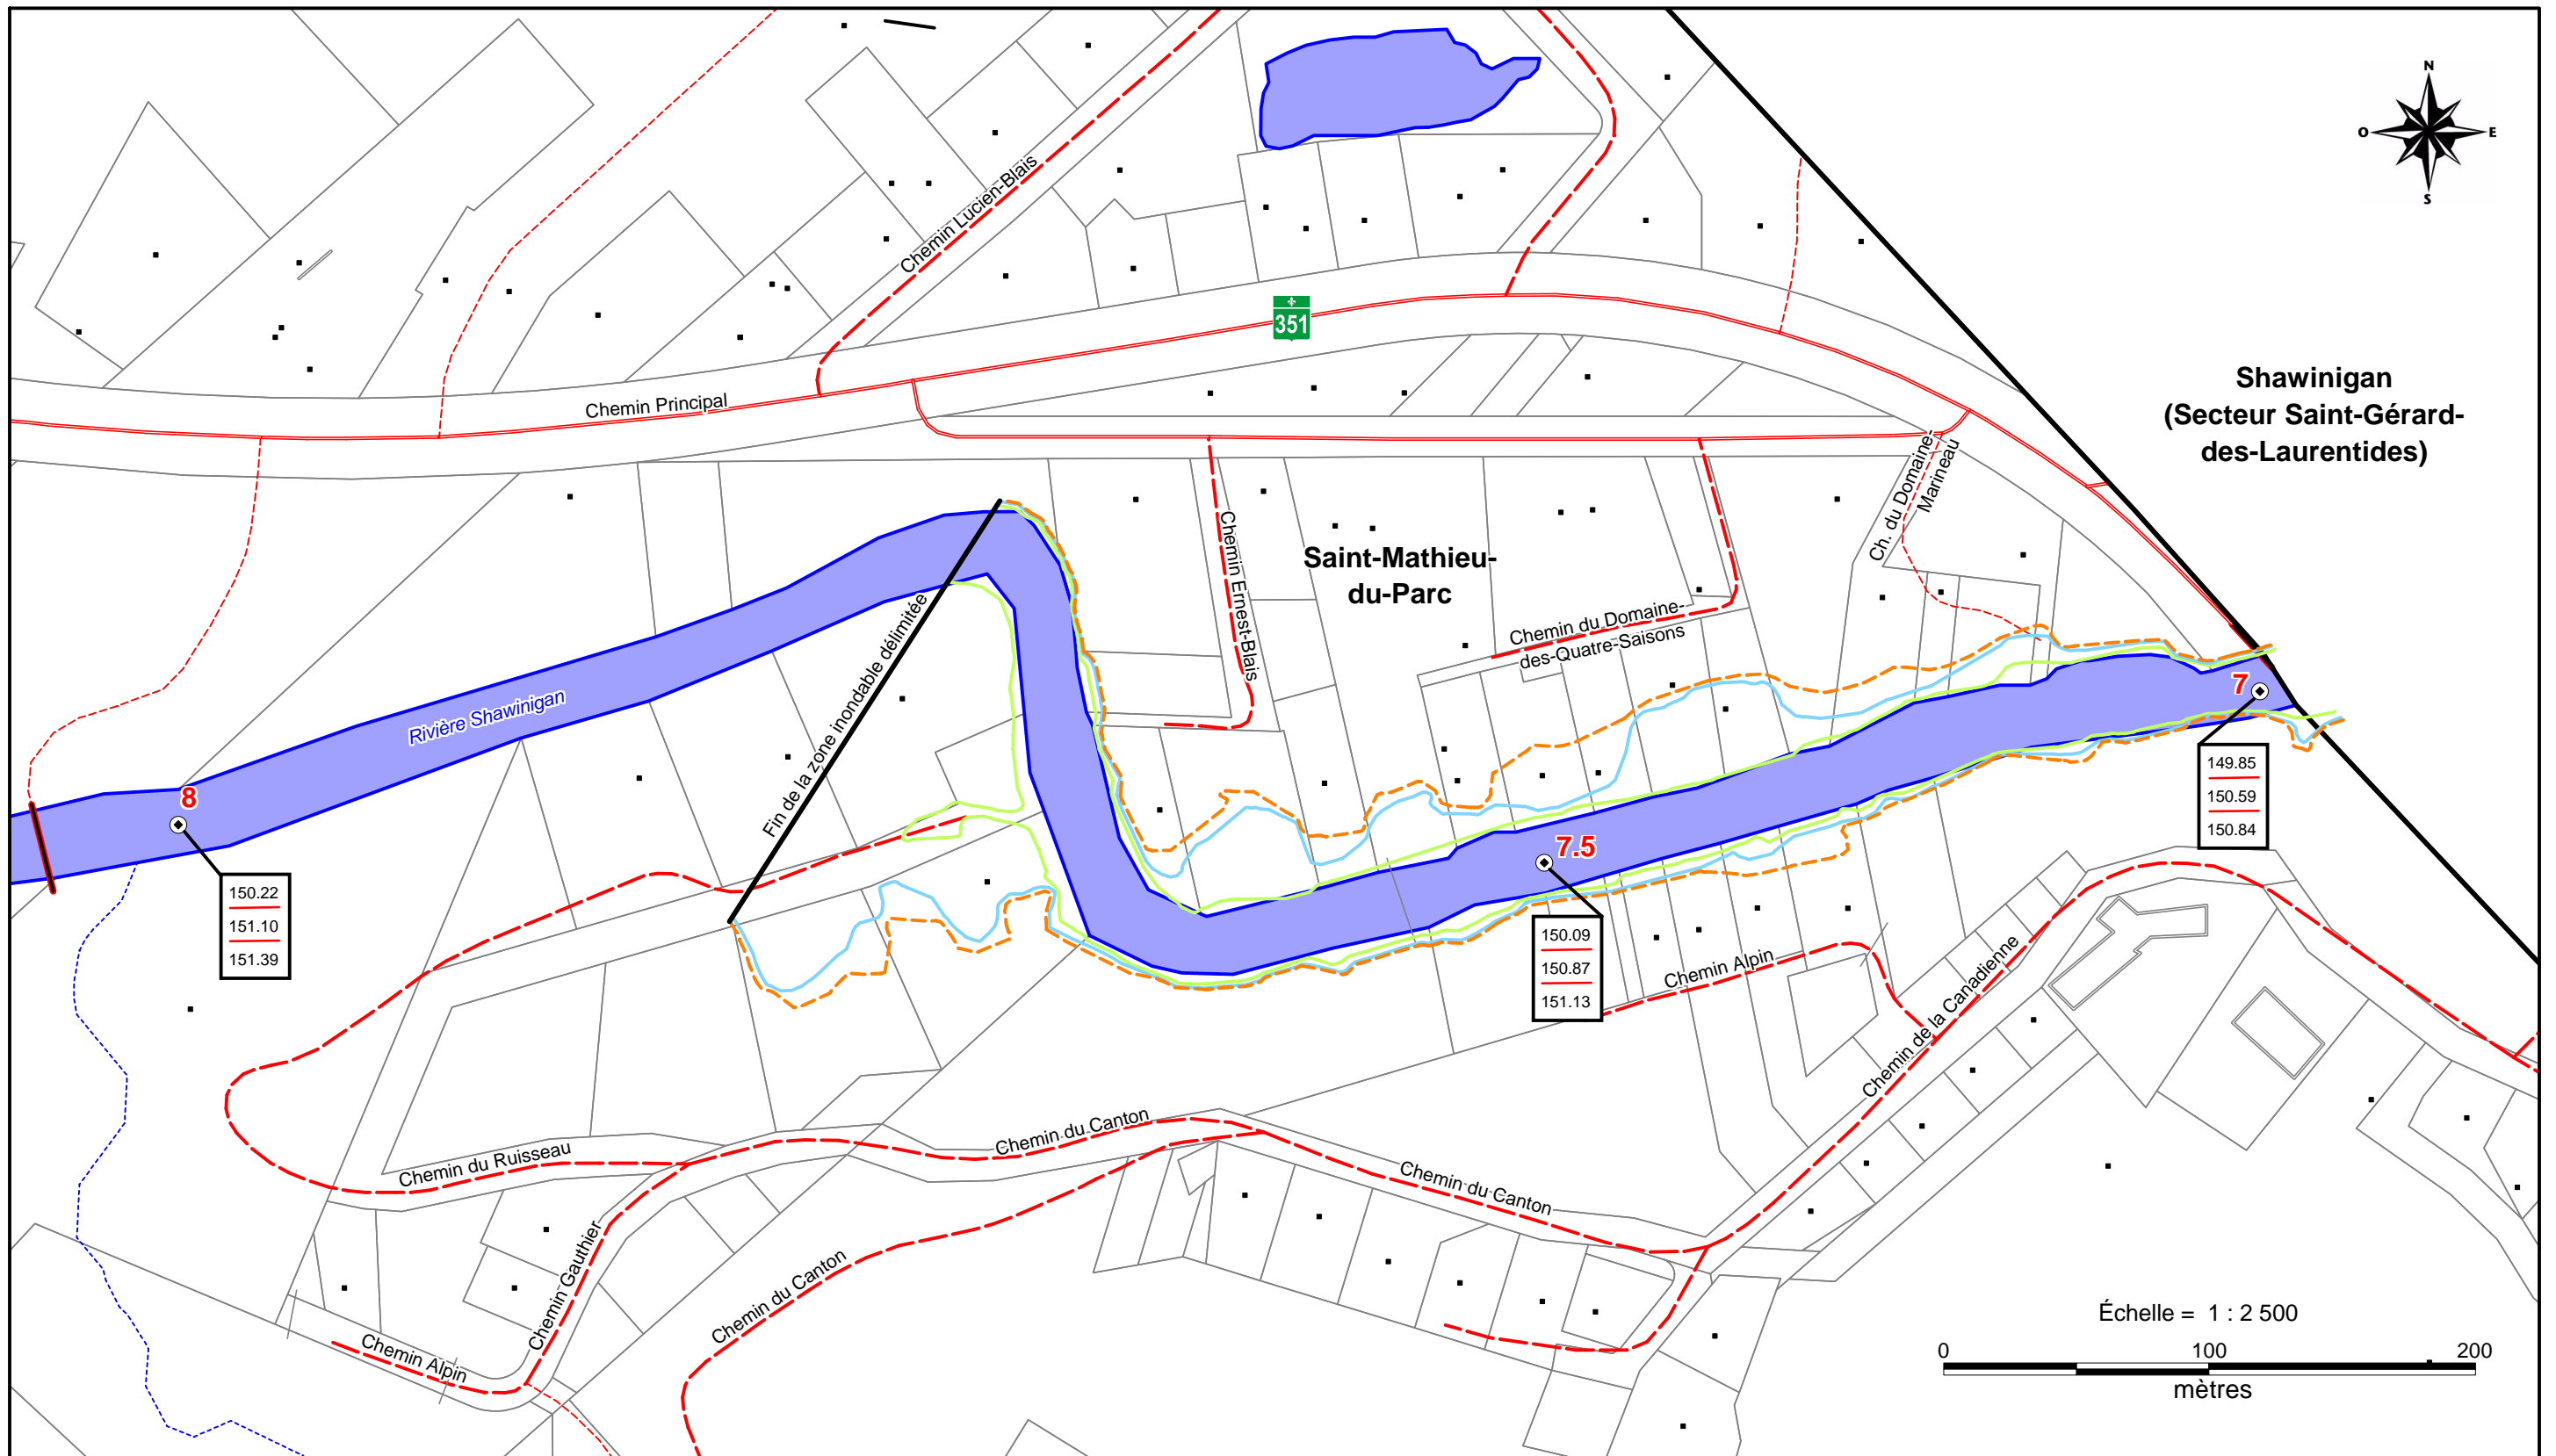 N
O
E
S
Chemin Lucien-Blais
351
Chemin Principal
Shawinigan
(Secteur Saint-Gérard-
des-Laurentides)
Ch. du Domaine-
Marineau
Chemin Ernest-Blais
Saint-Mathieu-
du-Parc
Chemin du Domaine-
des-Quatre-Saisons
Fin de la zone inondable délimitée
Rivière Shawinigan
7
149.85
150.59
150.84
8
150.22
151.10
151.39
7.5
150.09
150.87
151.13
Chemin Alpin
Chemin de la Canadienne
Chemin du Canton
Chemin du Ruisseau
Chemin du Canton
Chemin Gauthier
Chemin du Canton
Chemin Alpin
Échelle = 1 : 2 500
0
100
200
mètres